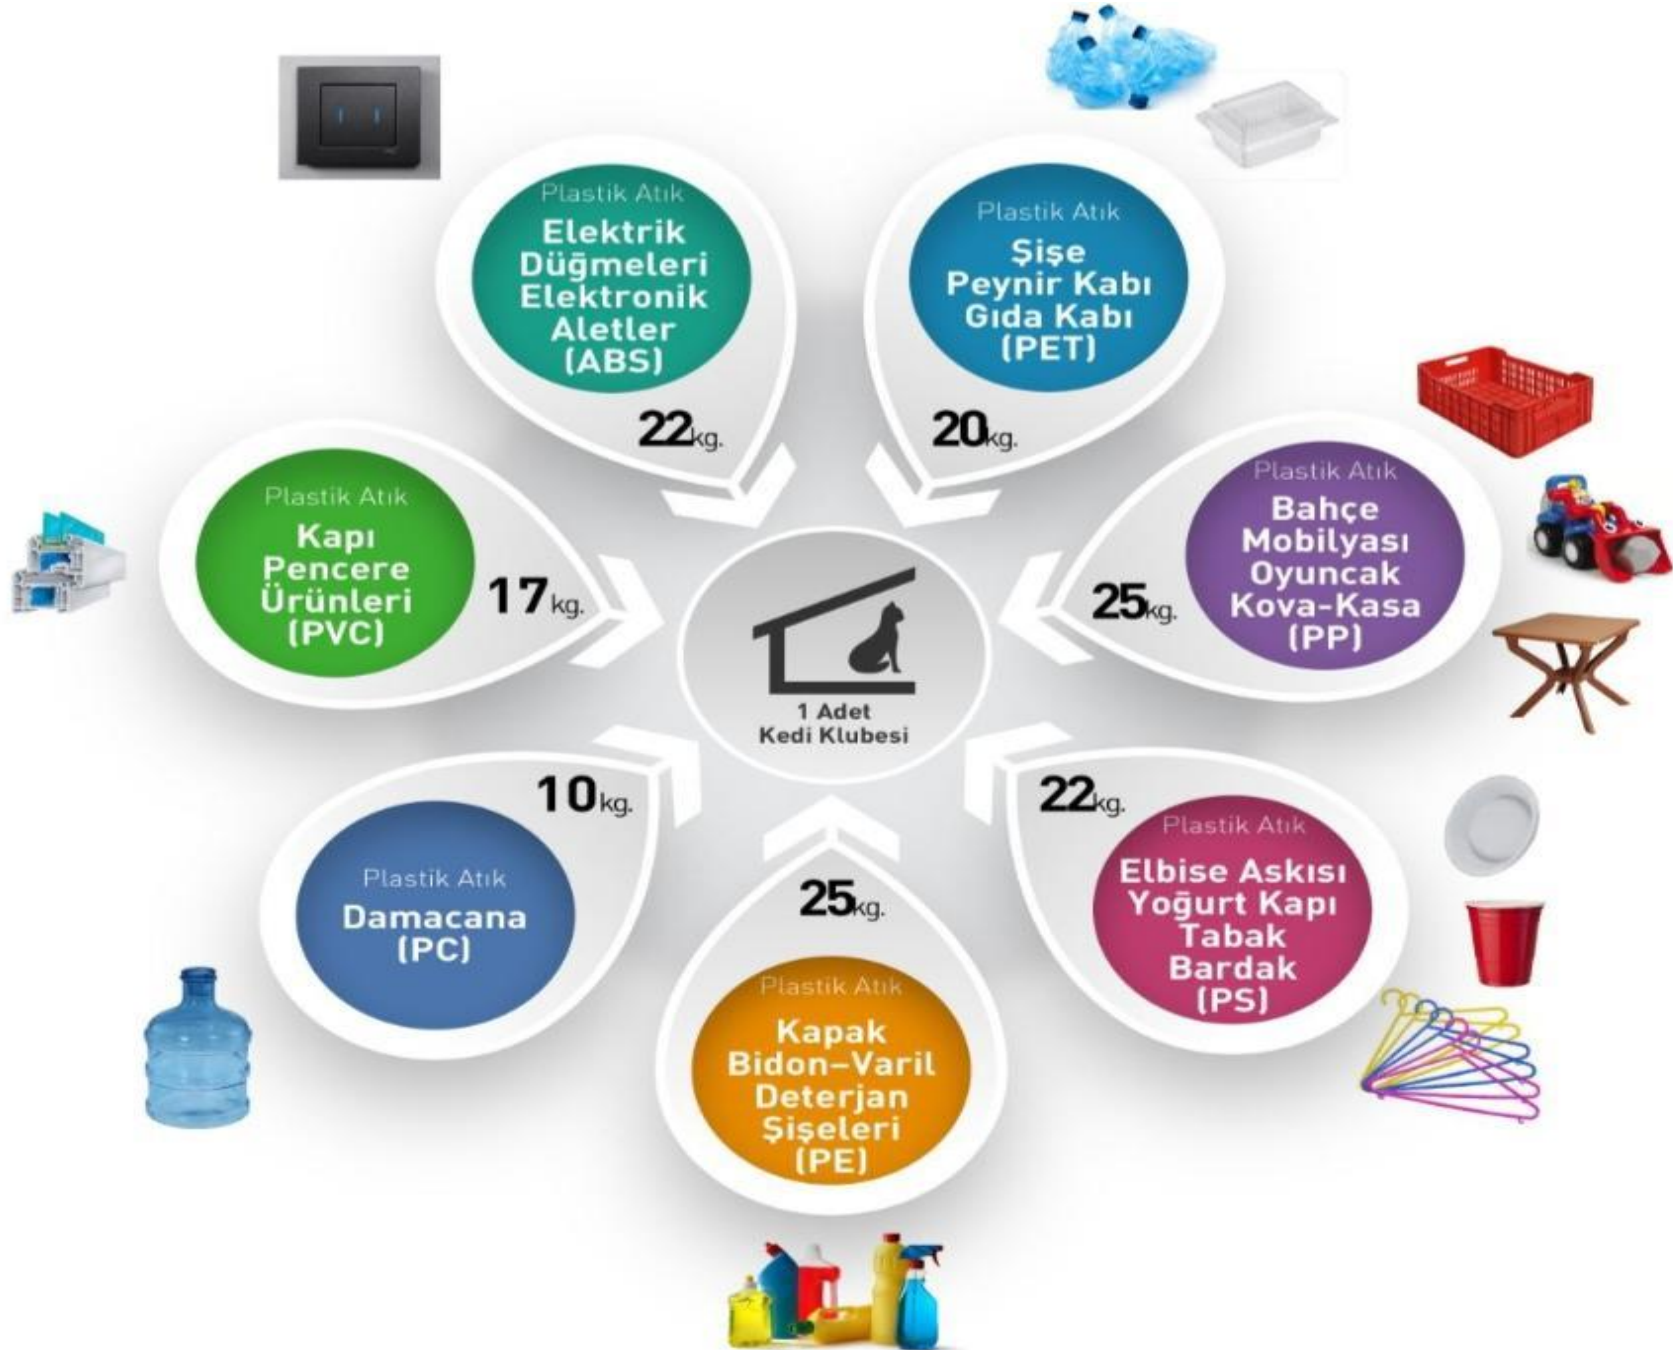 Plastik Atık
Elektrik
Düğmeleri
Elektronik
Aletler
(ABS)
22kg.
Plastik Atık
Şişe
Peynir Kabı
Gıda Kabı
(PET)
20kg.
Plastik Atık
Kapı
Pencere
Ürünleri
(PVC)
17kg.
Plastik Atık
Bahçe
Mobilyası
Oyuncak
Kova-Kasa
(PP)
25kg.
1 Adet
Kedi Klubesi
10kg.
Plastik Atık
Damacana
(PC)
22kg.
Plastik Atık
Elbise Askısı
Yoğurt Kapı
Tabak
Bardak
(PS)
25kg.
Plastik Atık
Kapak
Bidon-Varil
Deterjan
Şişeleri
(PE)